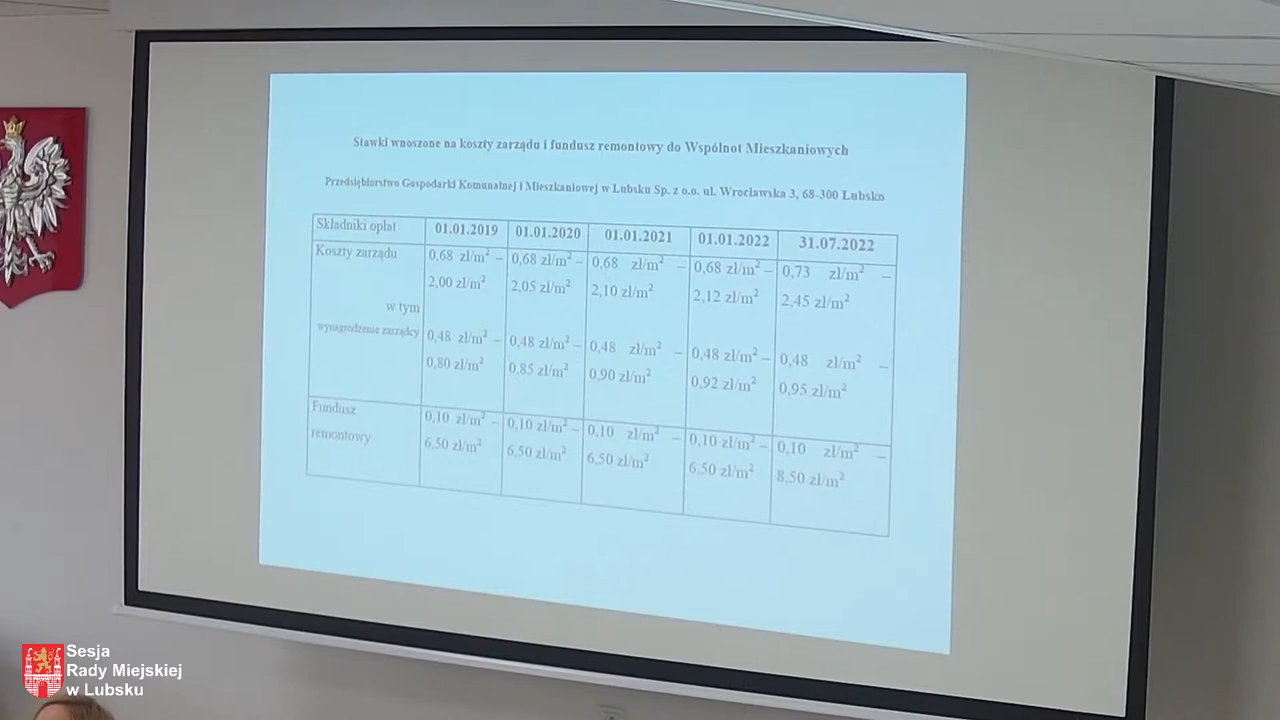 Stawki wnoszone na koszty zarządu i fundusz remontowy do Wspólnot Mieszkaniowych
Przedsiębiorstwo Gospodarki Komunalnej i Mieszkaniowej w Lubsku Sp. z o.o. ul. Wrocławska 3, 68-300 Lubsko
Składniki opłat 01.01.2019 01.01.2020 01.01.2021 01.01.2022 31.07.2022
Koszty zarządu 0,68 zł/m² – 0,68 zł/m² – 0,68 zł/m² – 0,68 zł/m² – 0,73 zł/m² –
2,00 zł/m² 2,05 zł/m² 2,10 zł/m² 2,12 zł/m² 2,45 zł/m²
w tym
wynagrodzenie zarządcy 0,48 zł/m² – 0,48 zł/m² – 0,48 zł/m² – 0,48 zł/m² – 0,48 zł/m² –
0,80 zł/m² 0,85 zł/m² 0,90 zł/m² 0,92 zł/m² 0,95 zł/m²
Fundusz 0,10 zł/m² – 0,10 zł/m² – 0,10 zł/m² – 0,10 zł/m² – 0,10 zł/m² –
remontowy 6,50 zł/m² 6,50 zł/m² 6,50 zł/m² 6,50 zł/m² 8,50 zł/m²
Sesja
Rady Miejskiej
w Lubsku